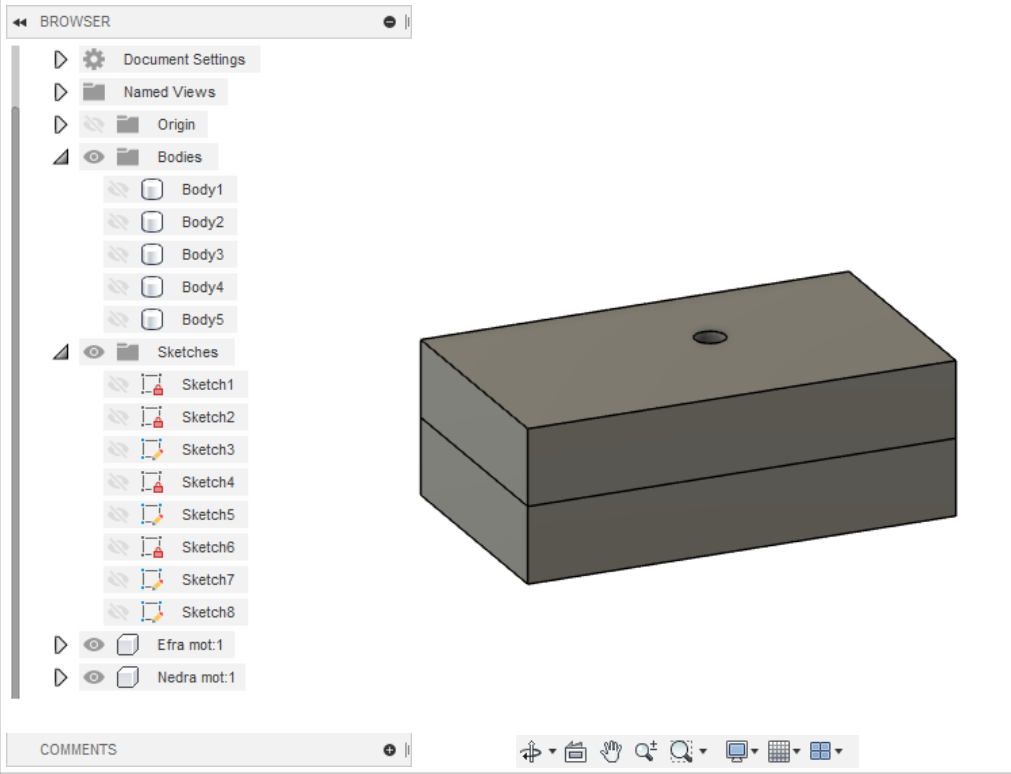 BROWSER
Document Settings
Named Views
Origin
Bodies
Body1
Body2
Body3
Body4
Body5
Sketches
Sketch1
Sketch2
Sketch3
Sketch4
Sketch5
Sketch6
Sketch7
Sketch8
Efra mot:1
Nedra mot:1
COMMENTS